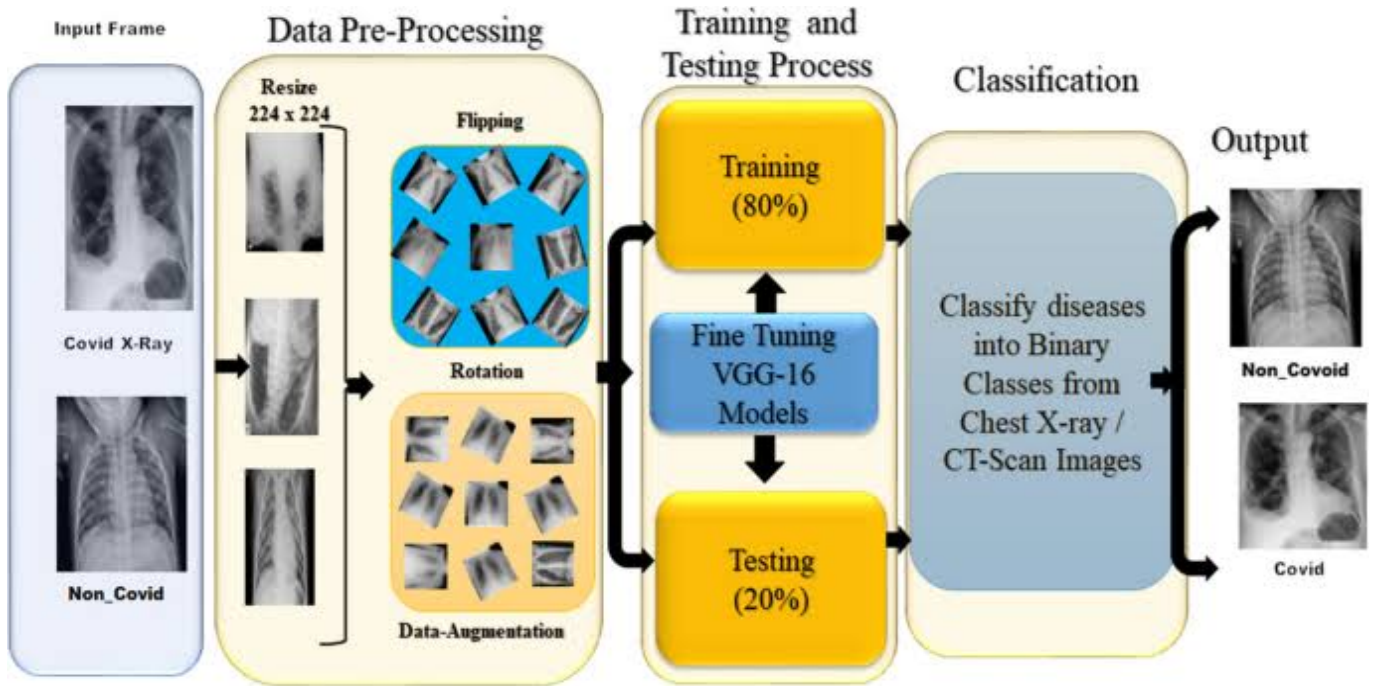 Input Frame
Covid X-Ray
Non_Covid
Data Pre-Processing
Resize
224 x 224
Flipping
Rotation
Data-Augmentation
Training and
Testing Process
Training
(80%)
Fine Tuning
VGG-16
Models
Testing
(20%)
Classification
Classify diseases
into Binary
Classes from
Chest X-ray /
CT-Scan Images
Output
Non_Covoid
Covid